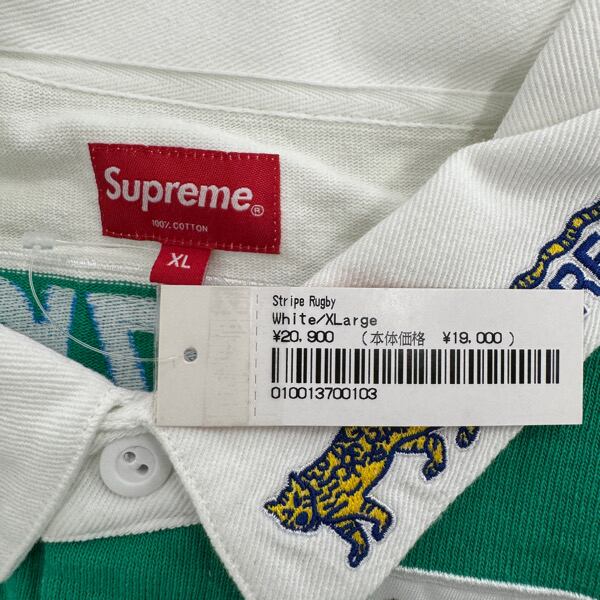 Supreme®
100% COTTON
XL
Stripe Rugby
White/XLarge
¥20,900 (本体価格 ¥19,000)
010013700103